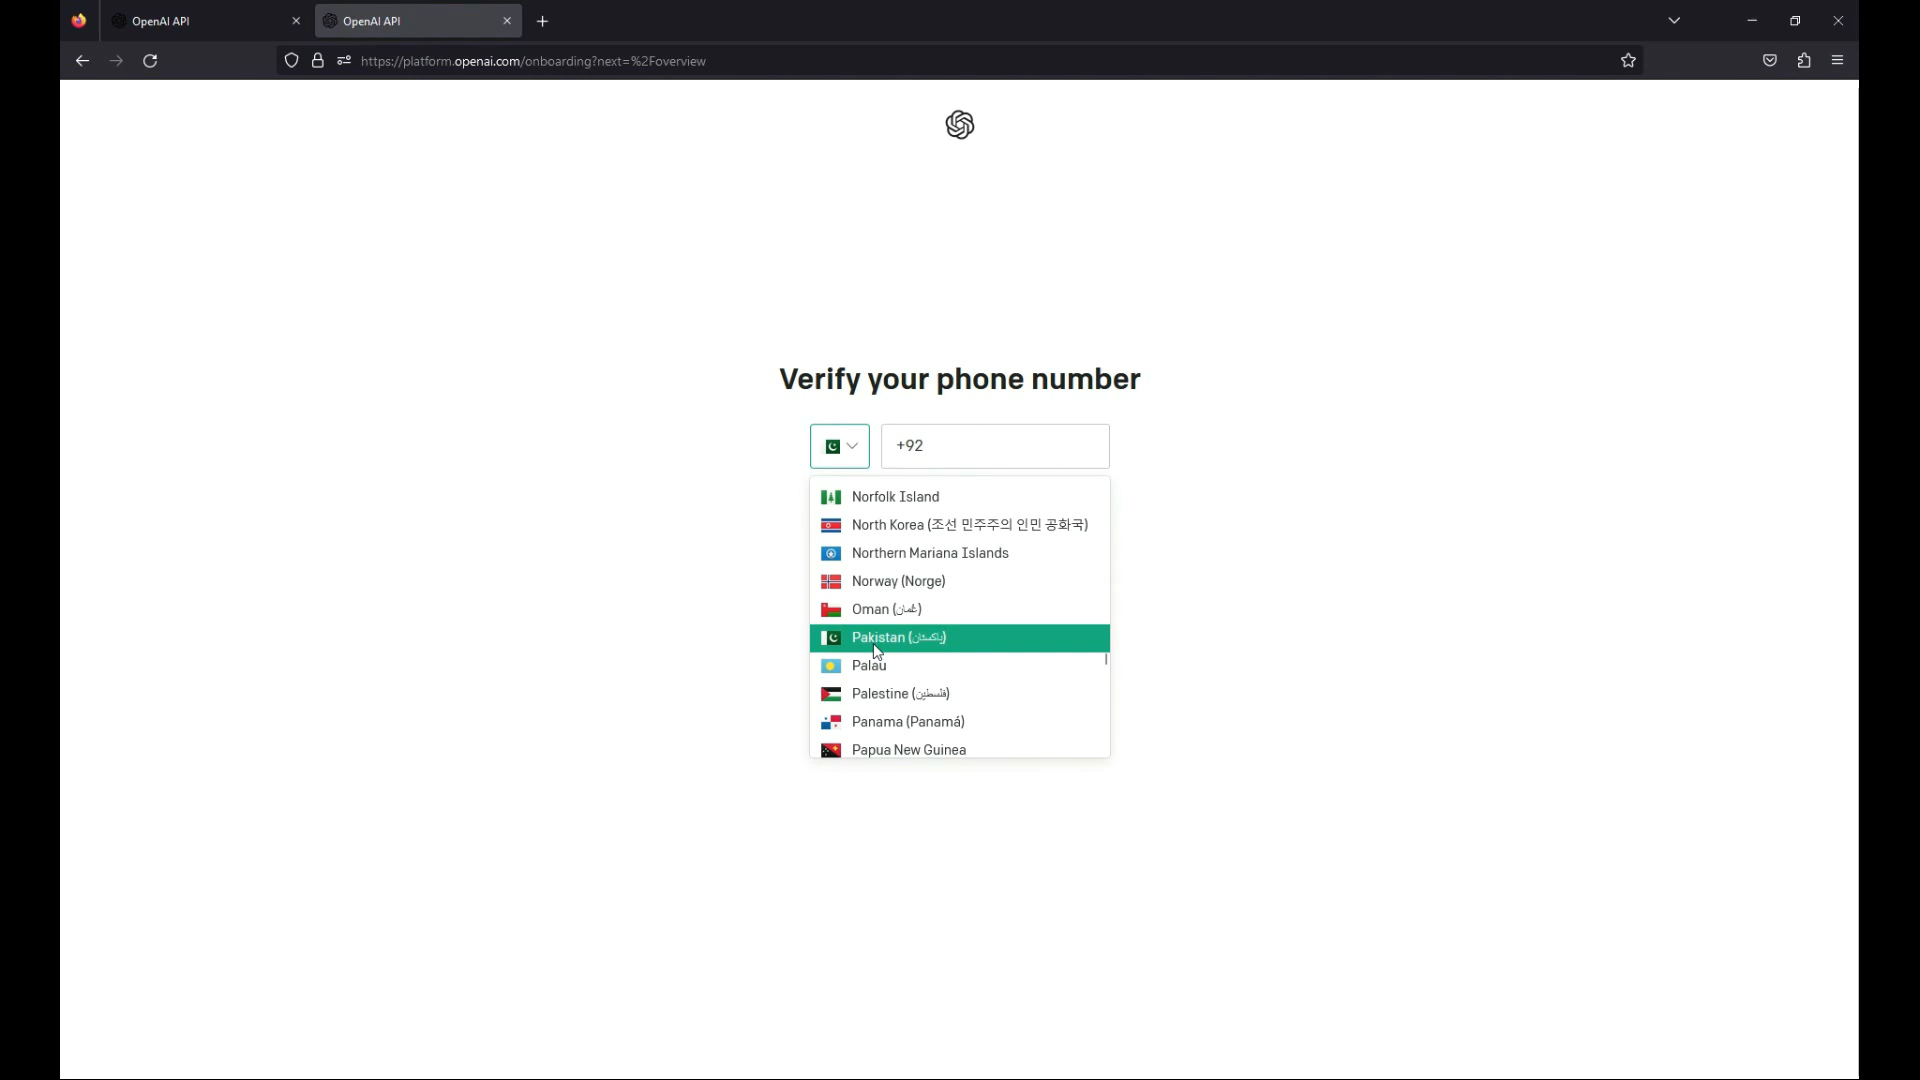 OpenAI API
OpenAI API
https://platform.openai.com/onboarding?next=%2Foverview
Verify your phone number
+92
Norfolk Island
North Korea (조선 민주주의 인민 공화국)
Northern Mariana Islands
Norway (Norge)
Oman (عُمان)
Pakistan (پاکستان)
Palau
Palestine (فلسطين)
Panama (Panamá)
Papua New Guinea